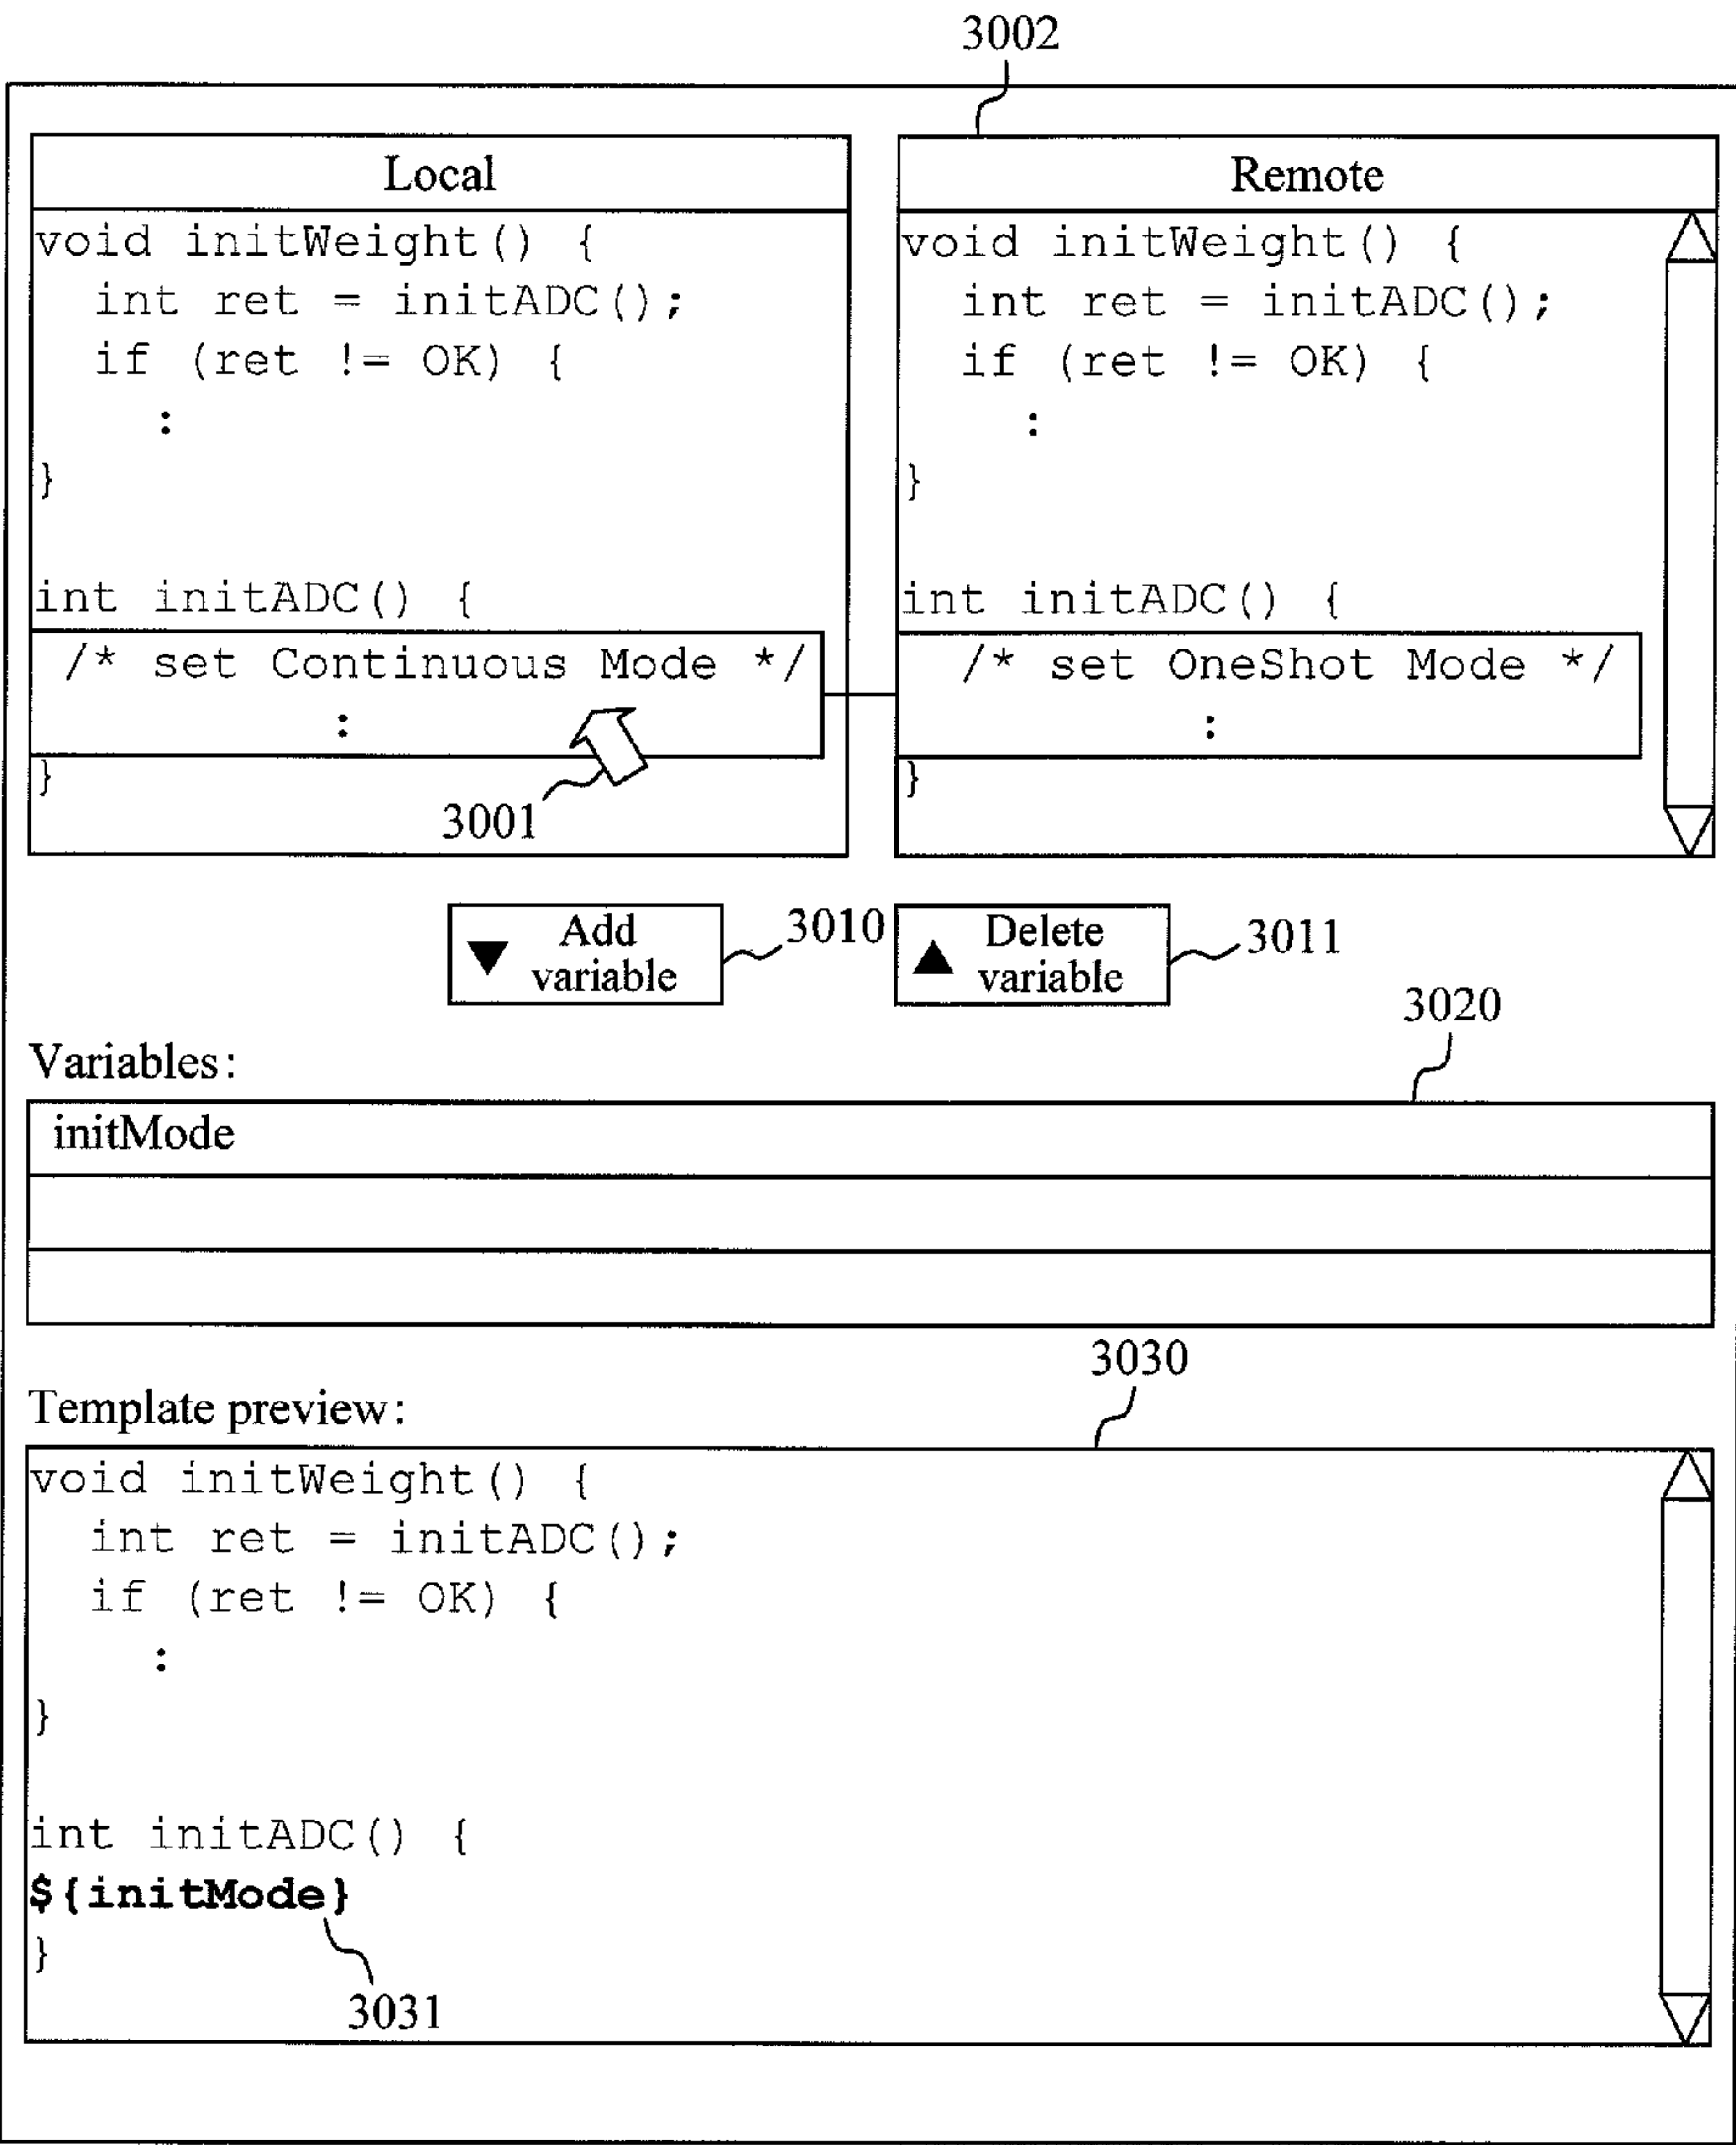 3002
Local
void initWeight() {
  int ret = initADC();
  if (ret != OK) {
    :
}
int initADC() {
 /* set Continuous Mode */
    :
}
3001
Remote
void initWeight() {
  int ret = initADC();
  if (ret != OK) {
    :
}
int initADC() {
  /* set OneShot Mode */
    :
}
▼ Add
variable
3010
▲ Delete
variable
3011
3020
Variables:
initMode
3030
Template preview:
void initWeight() {
  int ret = initADC();
  if (ret != OK) {
    :
}
int initADC() {
${initMode}
}
3031